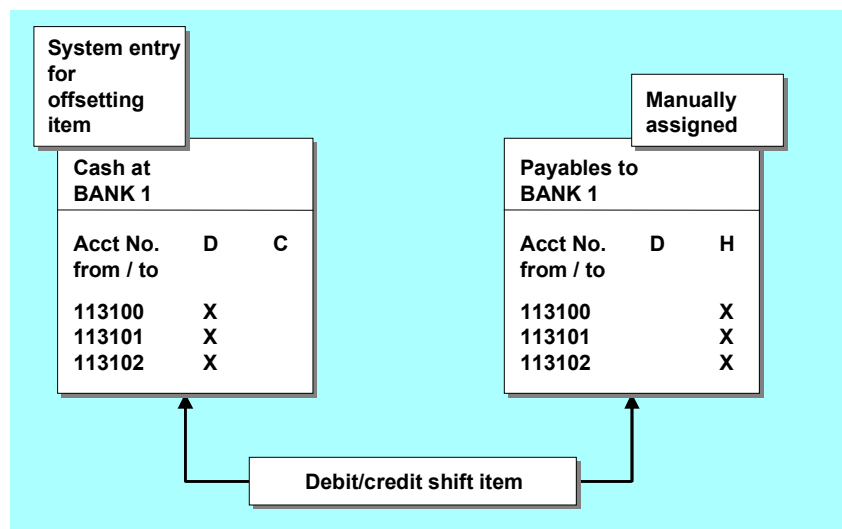 System entry
for
offsetting
item
Manually
assigned
Cash at
BANK 1
Acct No. D C
from / to
113100 X
113101 X
113102 X
Payables to
BANK 1
Acct No. D H
from / to
113100 X
113101 X
113102 X
Debit/credit shift item